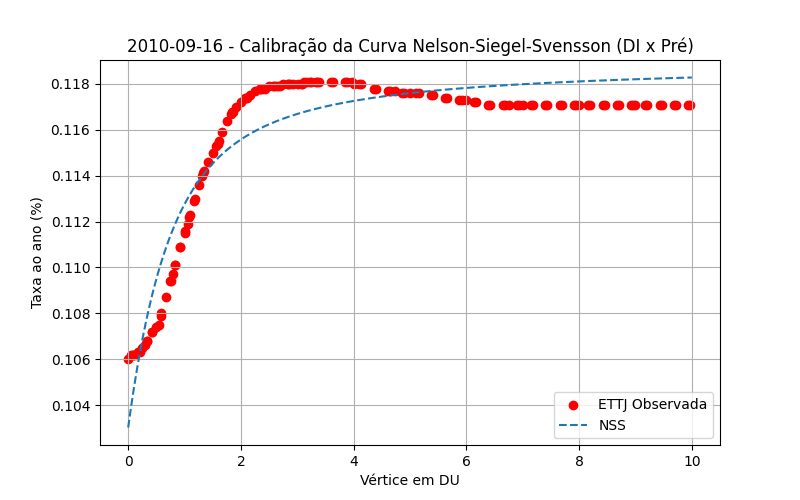 2010-09-16 - Calibração da Curva Nelson-Siegel-Svensson (DI x Pré)
Taxa ao ano (%)
0.118
0.116
0.114
0.112
0.110
0.108
0.106
0.104
0
2
4
6
8
10
Vértice em DU
ETTJ Observada
NSS